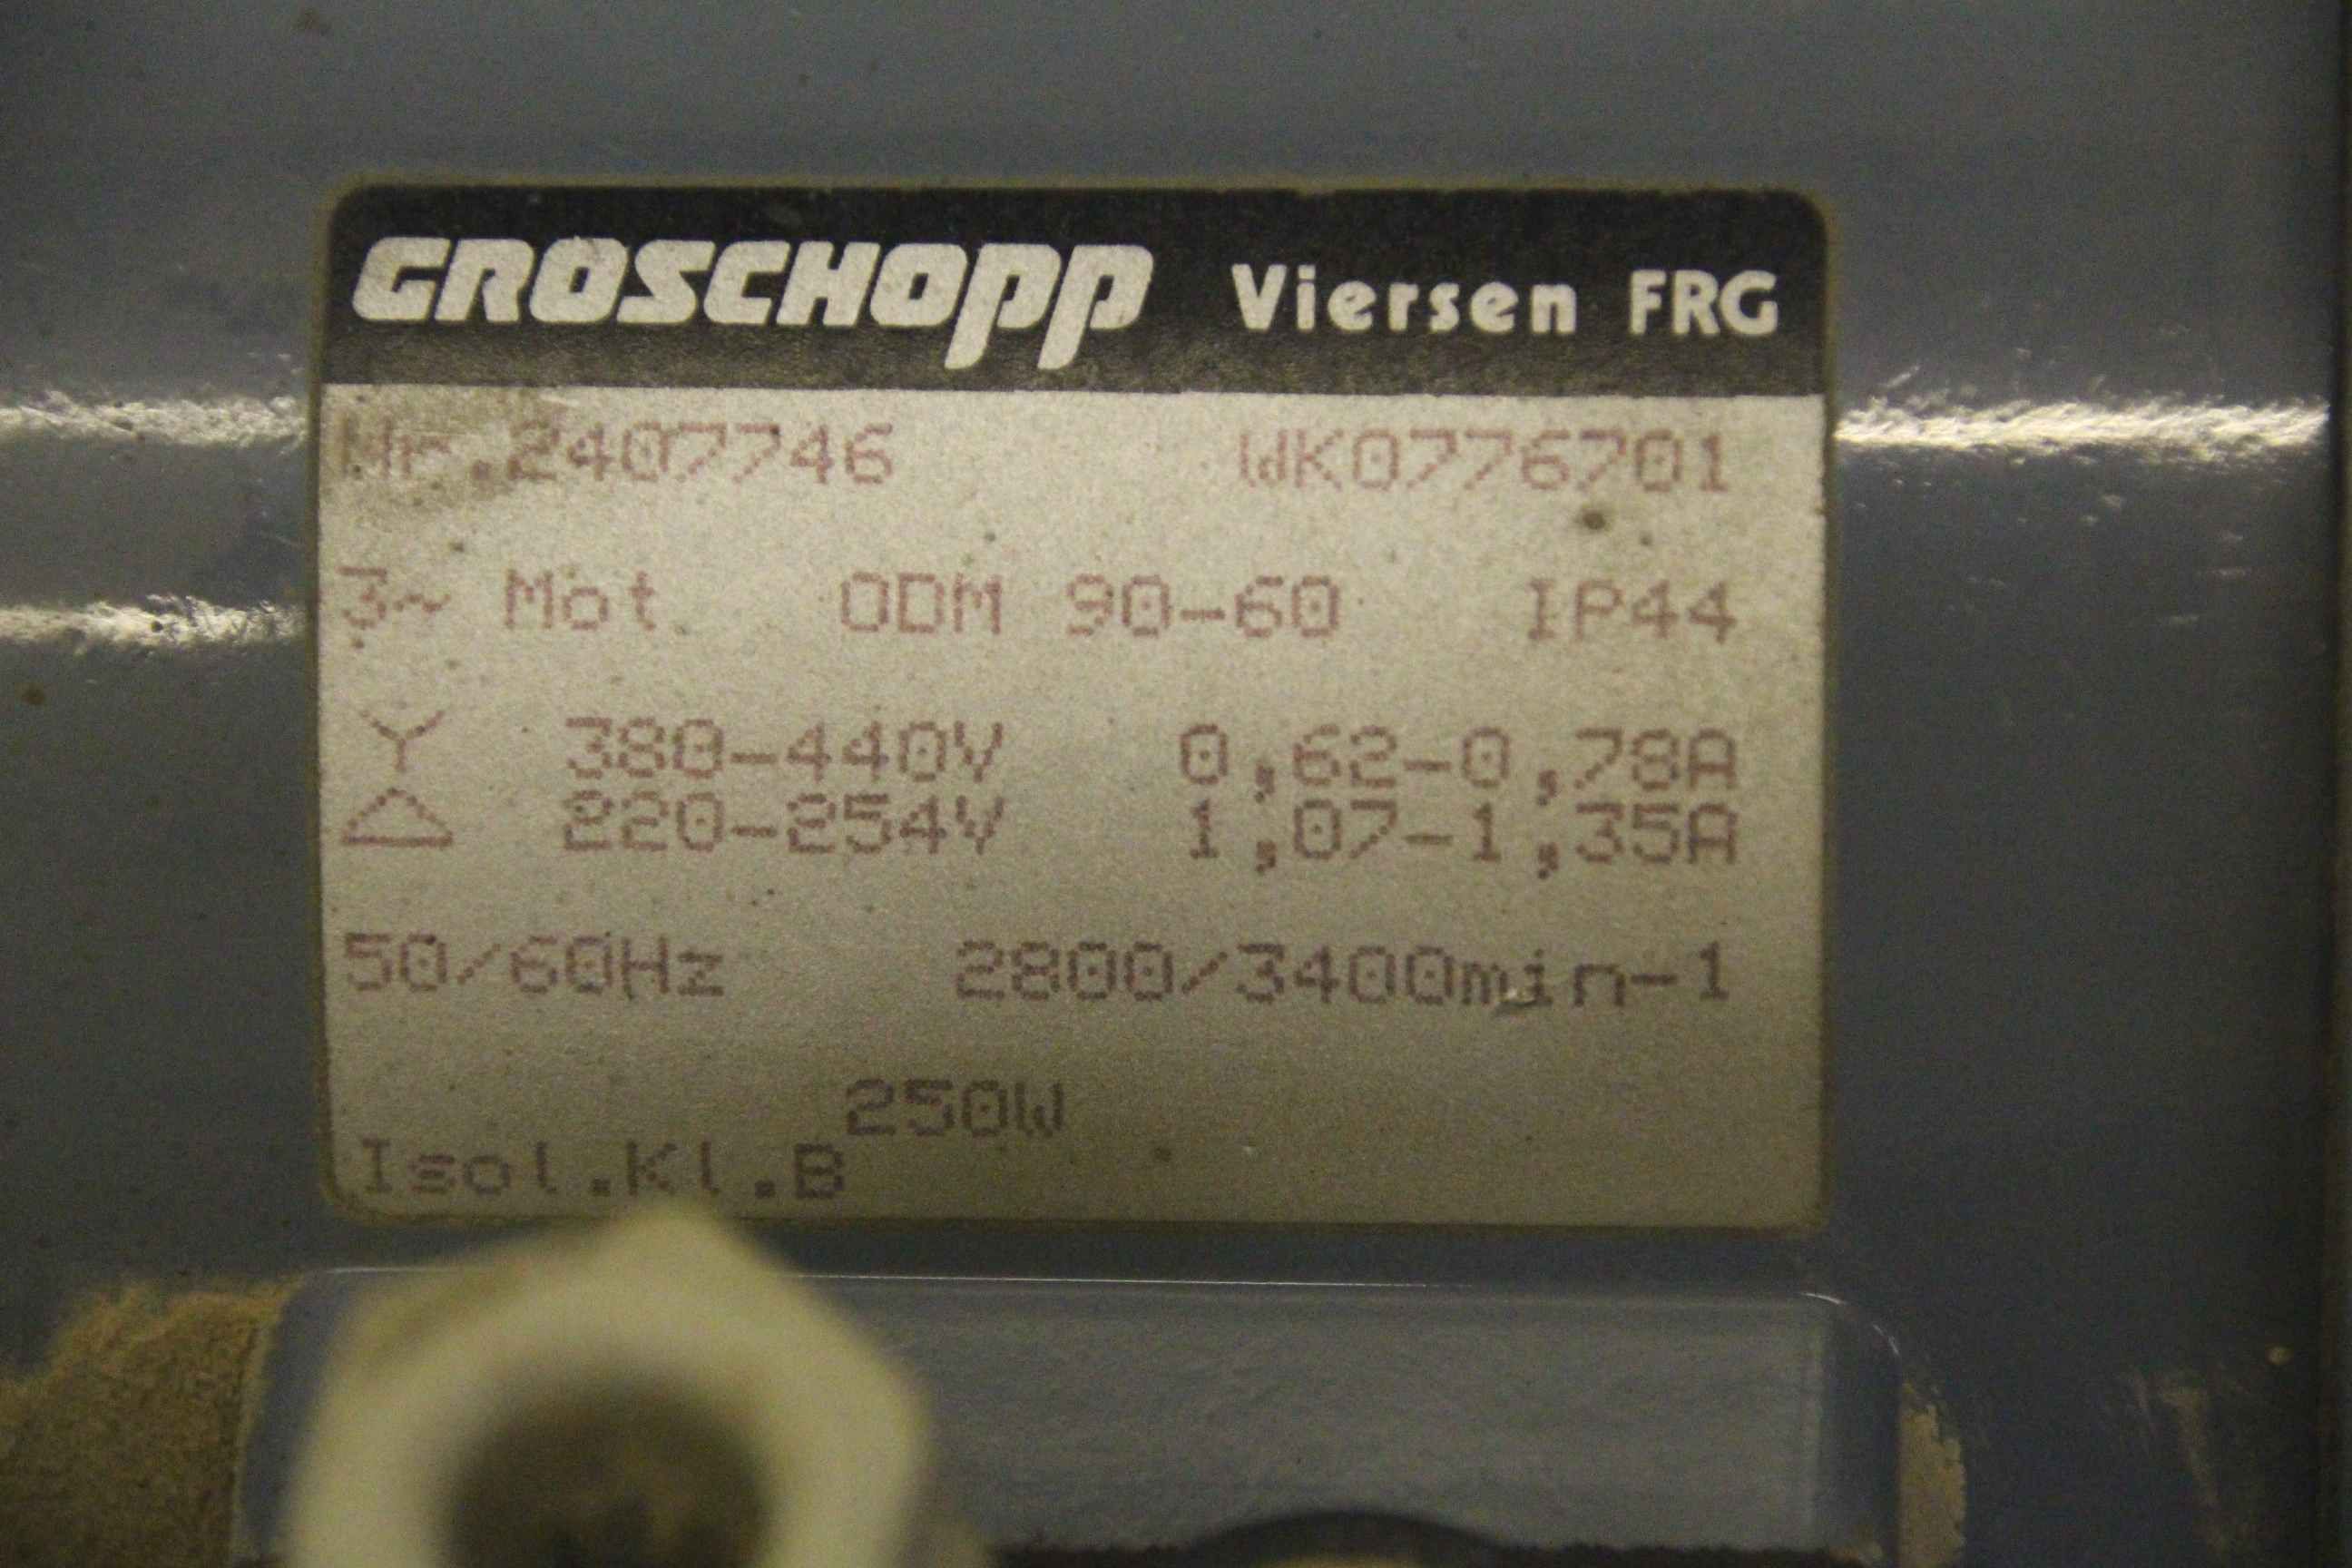 GROSCHOPP Viersen FRG
Nr.2407746 WK0776701
3~ Mot ODM 90-60 IP44
Y 380-440V 0,62-0,78A
△ 220-254V 1,07-1,35A
50/60Hz 2800/3400min-1
250W
Isol.Kl.B